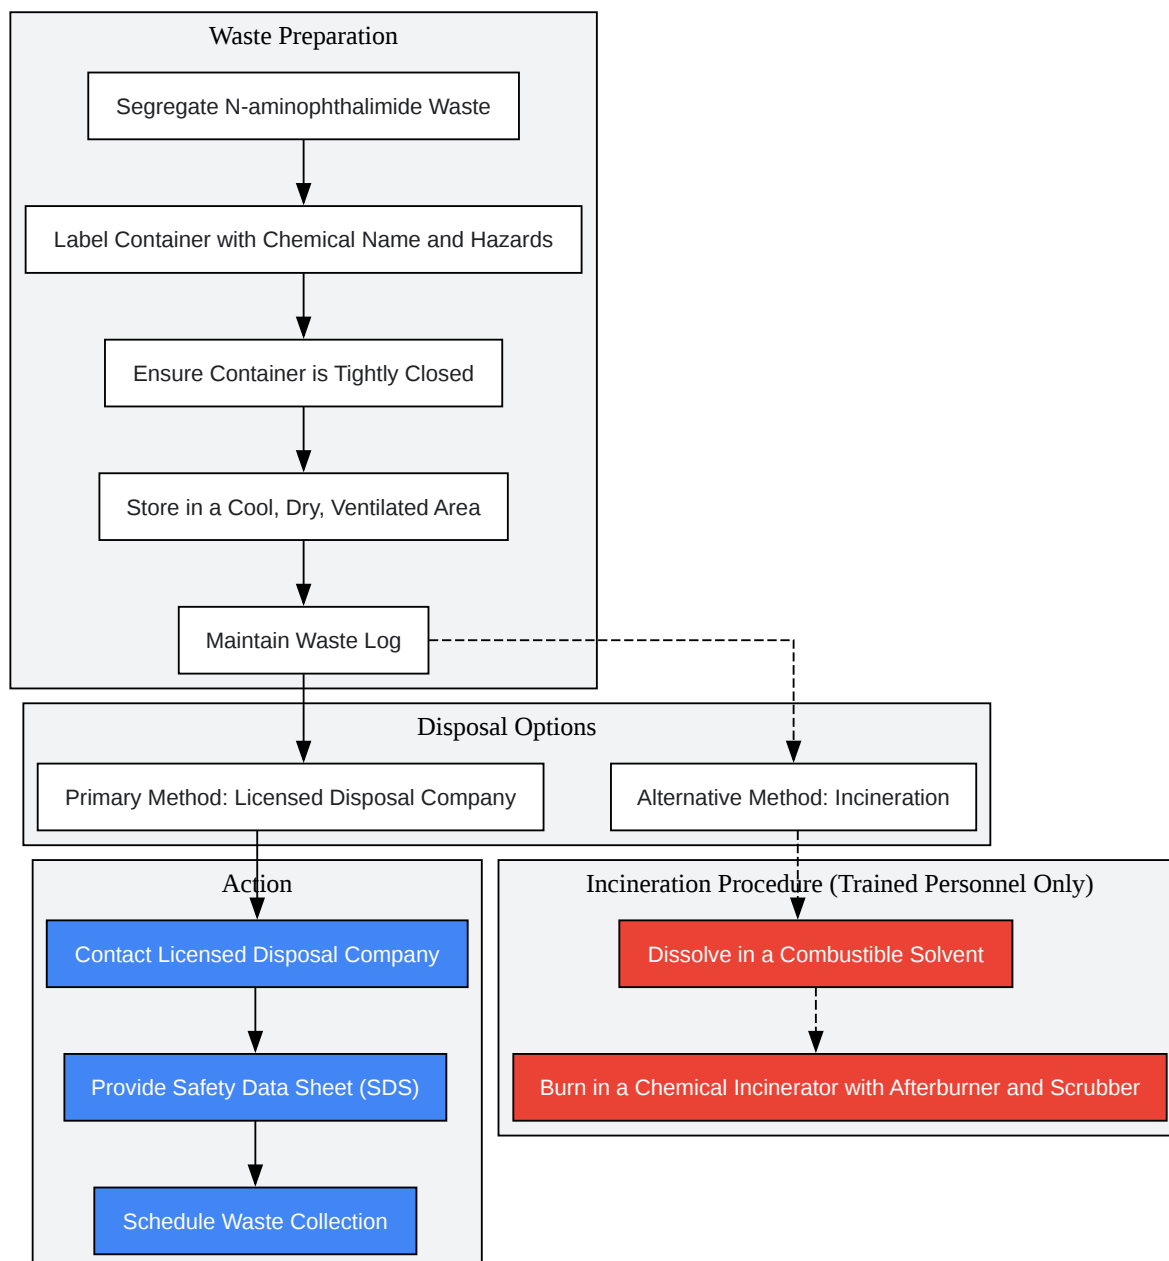 Waste Preparation
Segregate N-aminophthalimide Waste
Label Container with Chemical Name and Hazards
Ensure Container is Tightly Closed
Store in a Cool, Dry, Ventilated Area
Maintain Waste Log
Disposal Options
Primary Method: Licensed Disposal Company
Alternative Method: Incineration
Action
Contact Licensed Disposal Company
Provide Safety Data Sheet (SDS)
Schedule Waste Collection
Incineration Procedure (Trained Personnel Only)
Dissolve in a Combustible Solvent
Burn in a Chemical Incinerator with Afterburner and Scrubber